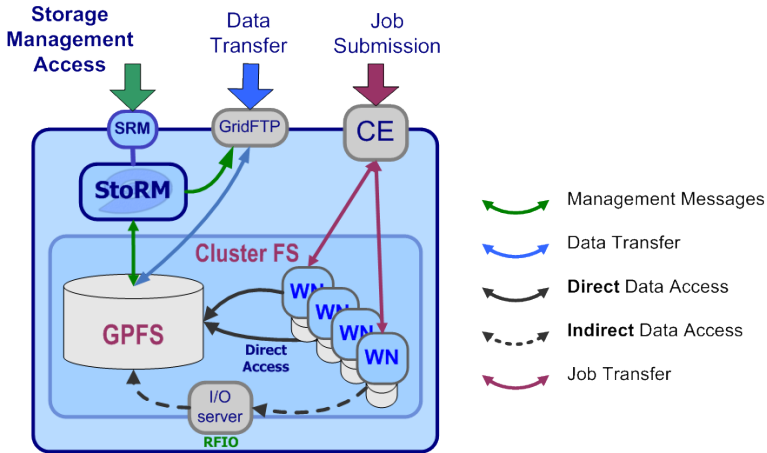 Storage
Management
Access
Data
Transfer
Job
Submission
SRM
GridFTP
CE
StoRM
Cluster FS
GPFS
WN
WN
WN
WN
Direct
Access
I/O
server
RFIO
Management Messages
Data Transfer
Direct Data Access
Indirect Data Access
Job Transfer